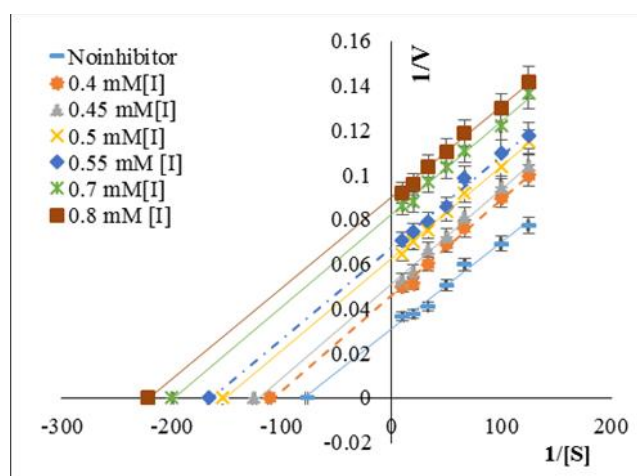 Noinhibitor
0.4 mM[I]
0.45 mM[I]
0.5 mM[I]
0.55 mM [I]
0.7 mM[I]
0.8 mM [I]
1/V
0.16
0.14
0.12
0.1
0.08
0.06
0.04
0.02
0
-0.02
-300 -200 -100 0 100 200
1/[S]